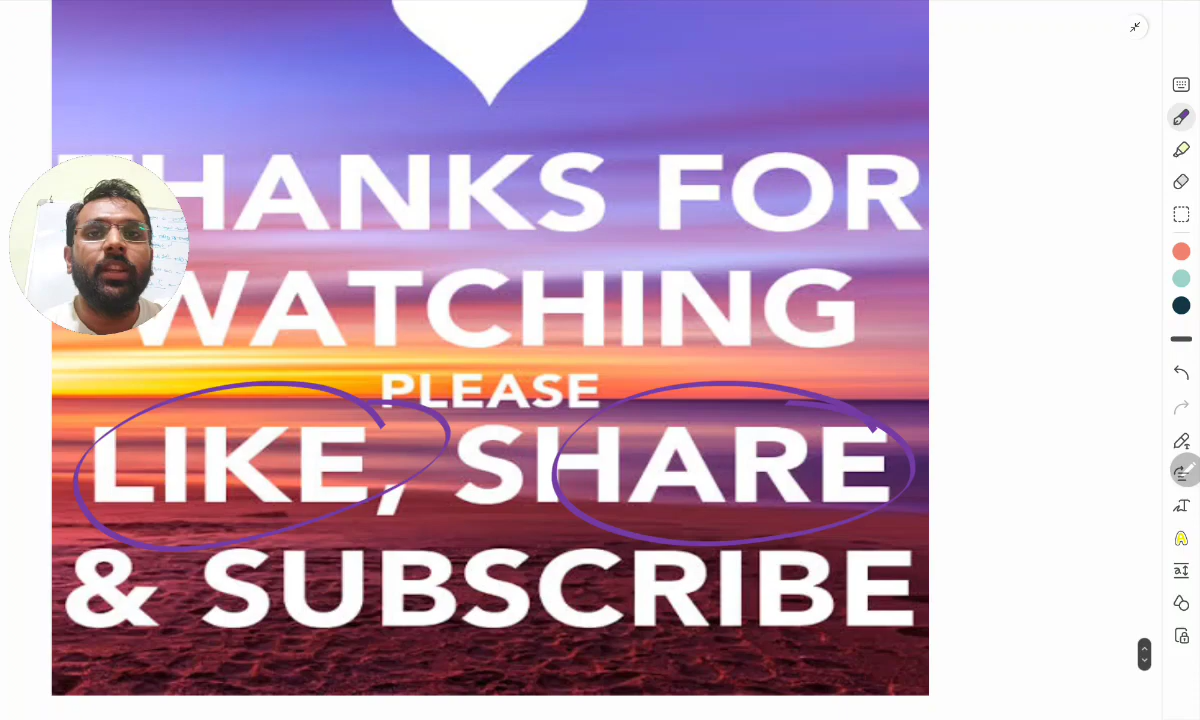 THANKS FOR
WATCHING
PLEASE
LIKE, SHARE
& SUBSCRIBE